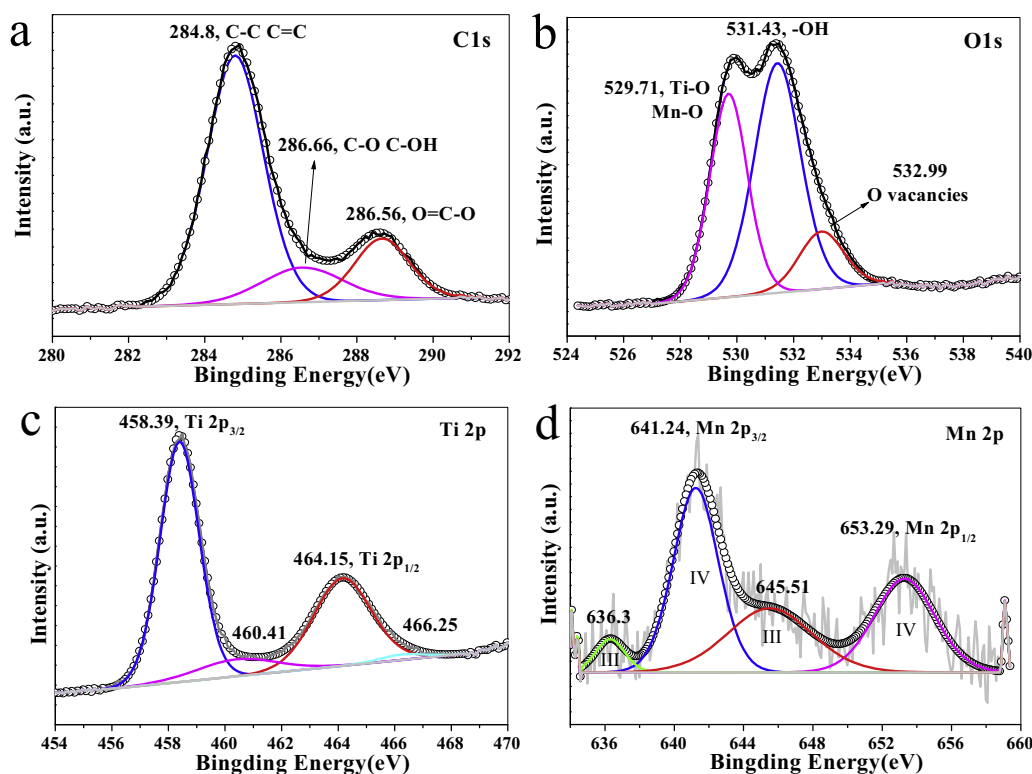 a
C1s
284.8, C-C C=C
286.66, C-O C-OH
286.56, O=C-O
Intensity (a.u.)
280 282 284 286 288 290 292
Bingding Energy(eV)
b
O1s
531.43, -OH
529.71, Ti-O
Mn-O
532.99
O vacancies
Intensity (a.u.)
524 526 528 530 532 534 536 538 540
Bingding Energy(eV)
c
Ti 2p
458.39, Ti 2p3/2
464.15, Ti 2p1/2
460.41
466.25
Intensity (a.u.)
454 456 458 460 462 464 466 468 470
Bingding Energy(eV)
d
Mn 2p
641.24, Mn 2p3/2
653.29, Mn 2p1/2
645.51
636.3
IV
III
IV
III
Intensity (a.u.)
636 640 644 648 652 656 660
Bingding Energy(eV)